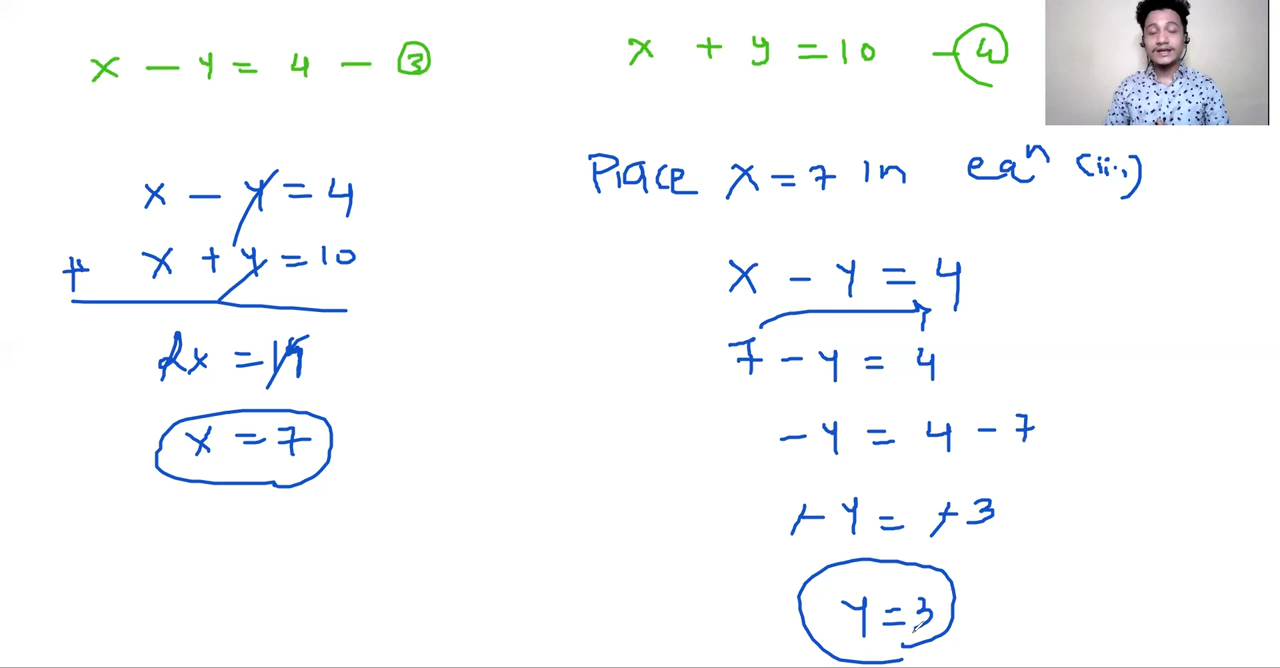 x - y = 4 - ③
x + y = 10 - ④
x - y = 4
+ x + y = 10
2x = 14
x = 7
Place x = 7 in eqⁿ (iii)
x - y = 4
7 - y = 4
- y = 4 - 7
- y = - 3
y = 3